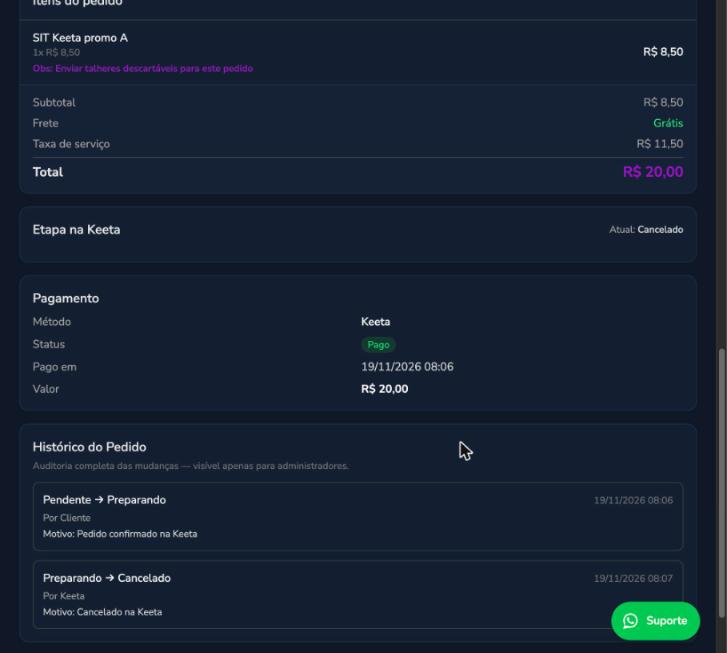 Itens do pedido
SIT Keeta promo A
1x R$ 8,50
R$ 8,50
Obs: Enviar talheres descartáveis para este pedido
Subtotal R$ 8,50
Frete Grátis
Taxa de serviço R$ 11,50
Total R$ 20,00
Etapa na Keeta Atual: Cancelado
Pagamento
Método Keeta
Status Pago
Pago em 19/11/2026 08:06
Valor R$ 20,00
Histórico do Pedido
Auditoria completa das mudanças — visível apenas para administradores.
Pendente → Preparando 19/11/2026 08:06
Por Cliente
Motivo: Pedido confirmado na Keeta
Preparando → Cancelado 19/11/2026 08:07
Por Keeta
Motivo: Cancelado na Keeta
Suporte